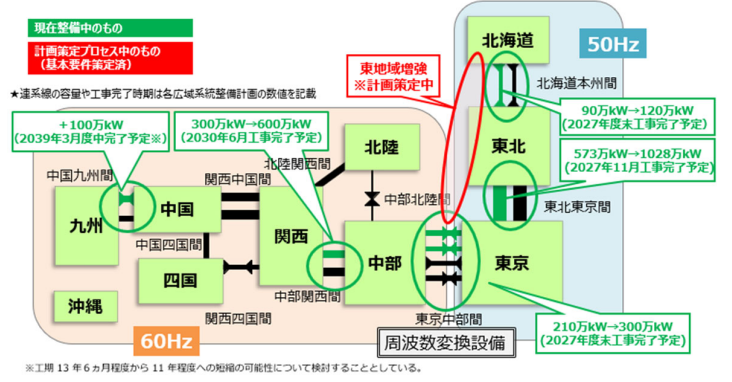 現在整備中のもの
計画策定プロセス中のもの
（基本要件策定済）
★連系線の容量や工事完了時期は各広域系統整備計画の数値を記載
50Hz
北海道
東地域増強
※計画策定中
北海道本州間
90万kW→120万kW
(2027年度末工事完了予定)
＋100万kW
(2039年3月度中完了予定※)
300万kW→600万kW
(2030年6月工事完了予定)
北陸
東北
573万kW→1028万kW
(2027年11月工事完了予定)
北陸関西間
中国九州間
関西中国間
中部北陸間
東北東京間
九州
中国
関西
中国四国間
中部
東京
四国
中部関西間
沖縄
関西四国間
東京中部間
60Hz
周波数変換設備
210万kW→300万kW
(2027年度末工事完了予定)
※工期 13 年６ヵ月程度から 11 年程度への短縮の可能性について検討することとしている。